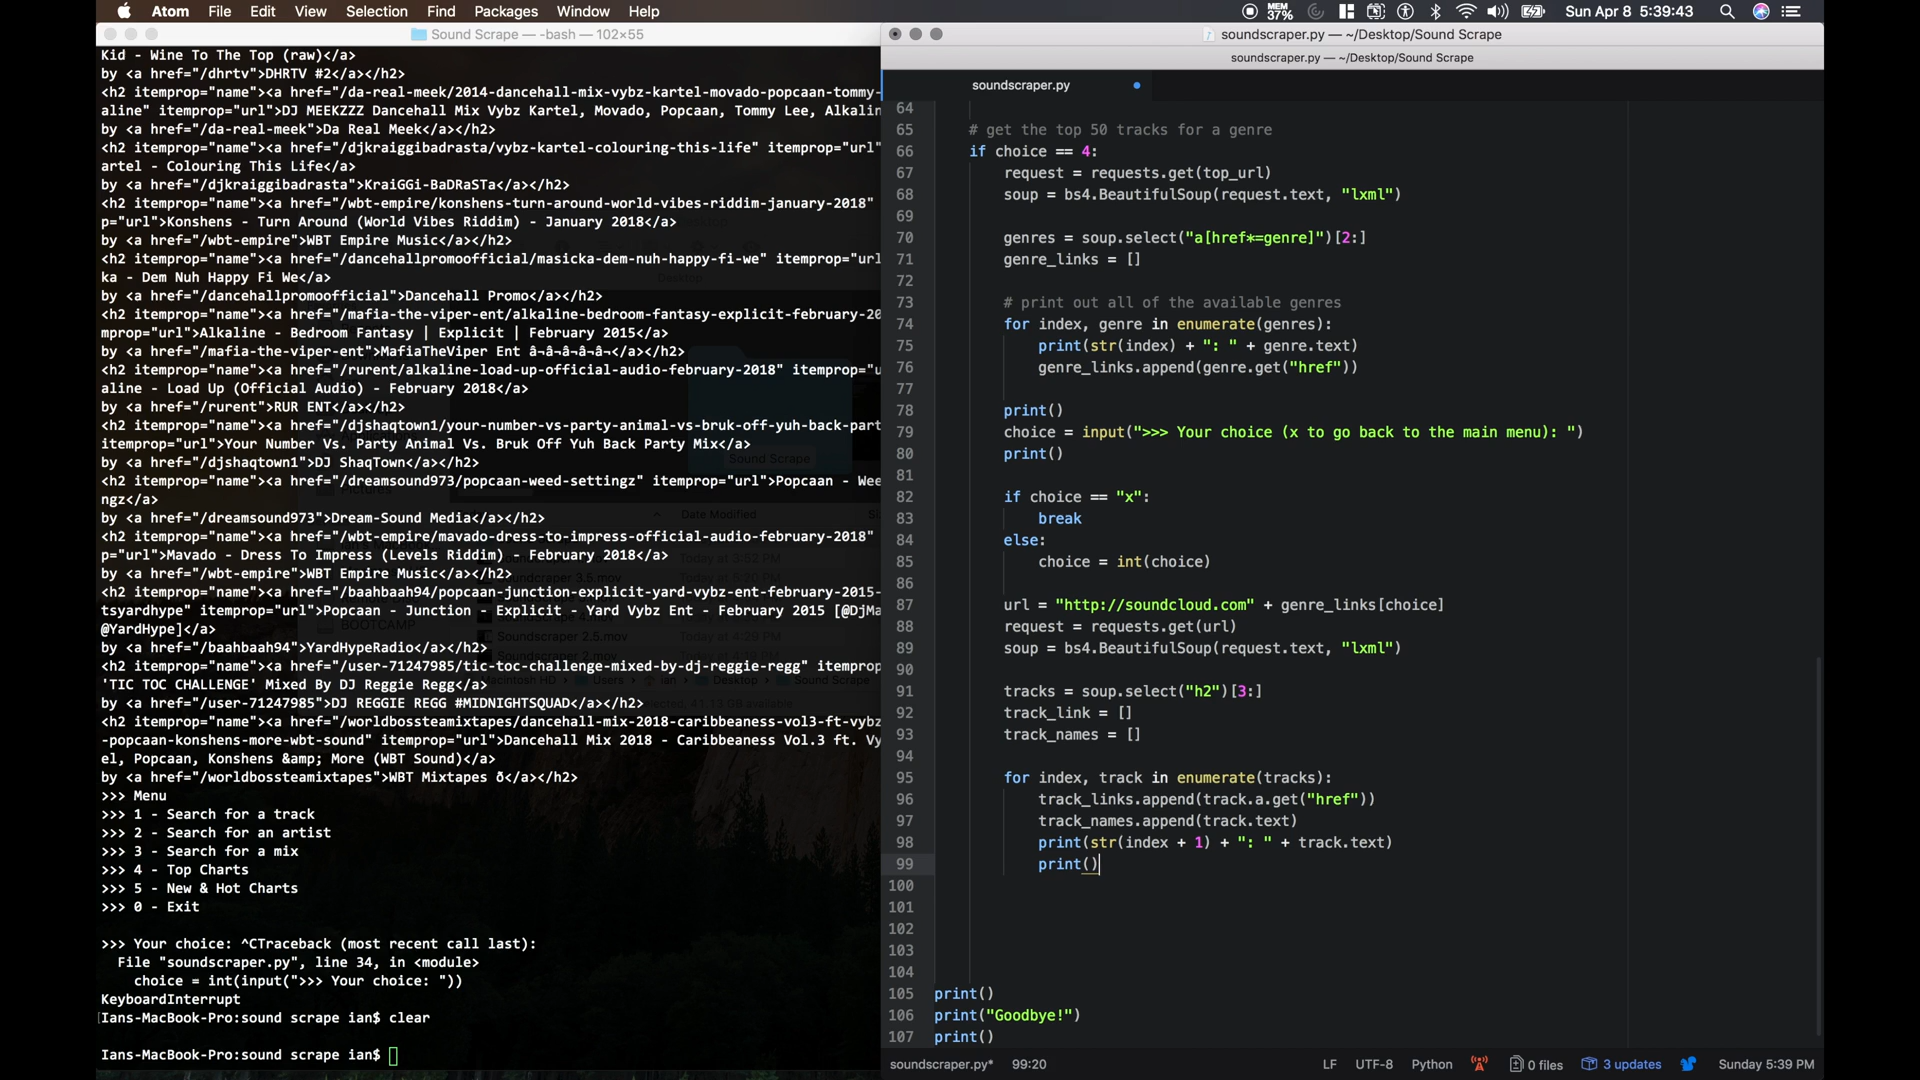 Atom File Edit View Selection Find Packages Window Help
MEM 37% Sun Apr 8 5:39:43
Sound Scrape — -bash — 102×55
Kid - Wine To The Top (raw)</a>
by <a href="/dhrtv">DHRTV #2</a></h2>
<h2 itemprop="name"><a href="/da-real-meek/2014-dancehall-mix-vybz-kartel-movado-popcaan-tommy-
aline" itemprop="url">DJ MEEKZZZ Dancehall Mix Vybz Kartel, Movado, Popcaan, Tommy Lee, Alkalin
by <a href="/da-real-meek">Da Real Meek</a></h2>
<h2 itemprop="name"><a href="/djkraiggibadrasta/vybz-kartel-colouring-this-life" itemprop="url"
artel - Colouring This Life</a>
by <a href="/djkraiggibadrasta">KraiGGi-BaDRaSTa</a></h2>
<h2 itemprop="name"><a href="/wbt-empire/konshens-turn-around-world-vibes-riddim-january-2018"
p="url">Konshens - Turn Around (World Vibes Riddim) - January 2018</a>
by <a href="/wbt-empire">WBT Empire Music</a></h2>
<h2 itemprop="name"><a href="/dancehallpromoofficial/masicka-dem-nuh-happy-fi-we" itemprop="url
ka - Dem Nuh Happy Fi We</a>
by <a href="/dancehallpromoofficial">Dancehall Promo</a></h2>
<h2 itemprop="name"><a href="/mafia-the-viper-ent/alkaline-bedroom-fantasy-explicit-february-20
mprop="url">Alkaline - Bedroom Fantasy | Explicit | February 2015</a>
by <a href="/mafia-the-viper-ent">MafiaTheViper Ent â¬â¬â¬â¬â¬</a></h2>
<h2 itemprop="name"><a href="/rurent/alkaline-load-up-official-audio-february-2018" itemprop="u
aline - Load Up (Official Audio) - February 2018</a>
by <a href="/rurent">RUR ENT</a></h2>
<h2 itemprop="name"><a href="/djshaqtown1/your-number-vs-party-animal-vs-bruk-off-yuh-back-part
itemprop="url">Your Number Vs. Party Animal Vs. Bruk Off Yuh Back Party Mix</a>
by <a href="/djshaqtown1">DJ ShaqTown</a></h2>
<h2 itemprop="name"><a href="/dreamsound973/popcaan-weed-settingz" itemprop="url">Popcaan - Wee
ngz</a>
by <a href="/dreamsound973">Dream-Sound Media</a></h2>
<h2 itemprop="name"><a href="/wbt-empire/mavado-dress-to-impress-official-audio-february-2018"
p="url">Mavado - Dress To Impress (Levels Riddim) - February 2018</a>
by <a href="/wbt-empire">WBT Empire Music</a></h2>
<h2 itemprop="name"><a href="/baahbaah94/popcaan-junction-explicit-yard-vybz-ent-february-2015-
tsyardhype" itemprop="url">Popcaan - Junction - Explicit - Yard Vybz Ent - February 2015 [@DjMa
@YardHype]</a>
by <a href="/baahbaah94">YardHypeRadio</a></h2>
<h2 itemprop="name"><a href="/user-71247985/tic-toc-challenge-mixed-by-dj-reggie-regg" itemprop
'TIC TOC CHALLENGE' Mixed By DJ Reggie Regg</a>
by <a href="/user-71247985">DJ REGGIE REGG #MIDNIGHTSQUAD</a></h2>
<h2 itemprop="name"><a href="/worldbossteamixtapes/dancehall-mix-2018-caribbeaness-vol3-ft-vybz
-popcaan-konshens-more-wbt-sound" itemprop="url">Dancehall Mix 2018 - Caribbeaness Vol.3 ft. Vy
el, Popcaan, Konshens &amp; More (WBT Sound)</a>
by <a href="/worldbossteamixtapes">WBT Mixtapes ð</a></h2>
>>> Menu
>>> 1 - Search for a track
>>> 2 - Search for an artist
>>> 3 - Search for a mix
>>> 4 - Top Charts
>>> 5 - New & Hot Charts
>>> 0 - Exit
>>> Your choice: ^CTraceback (most recent call last):
File "soundscraper.py", line 34, in <module>
choice = int(input(">>> Your choice: "))
KeyboardInterrupt
[Ians-MacBook-Pro:sound scrape ian$ clear
Ians-MacBook-Pro:sound scrape ian$
soundscraper.py — ~/Desktop/Sound Scrape
soundscraper.py — ~/Desktop/Sound Scrape
soundscraper.py
64
65 # get the top 50 tracks for a genre
66 if choice == 4:
67 request = requests.get(top_url)
68 soup = bs4.BeautifulSoup(request.text, "lxml")
69
70 genres = soup.select("a[href*=genre]")[2:]
71 genre_links = []
72
73 # print out all of the available genres
74 for index, genre in enumerate(genres):
75 print(str(index) + ": " + genre.text)
76 genre_links.append(genre.get("href"))
77
78 print()
79 choice = input(">>> Your choice (x to go back to the main menu): ")
80 print()
81
82 if choice == "x":
83 break
84 else:
85 choice = int(choice)
86
87 url = "http://soundcloud.com" + genre_links[choice]
88 request = requests.get(url)
89 soup = bs4.BeautifulSoup(request.text, "lxml")
90
91 tracks = soup.select("h2")[3:]
92 track_link = []
93 track_names = []
94
95 for index, track in enumerate(tracks):
96 track_links.append(track.a.get("href"))
97 track_names.append(track.text)
98 print(str(index + 1) + ": " + track.text)
99 print()
100
101
102
103
104
105 print()
106 print("Goodbye!")
107 print()
soundscraper.py* 99:20 LF UTF-8 Python 0 files 3 updates Sunday 5:39 PM